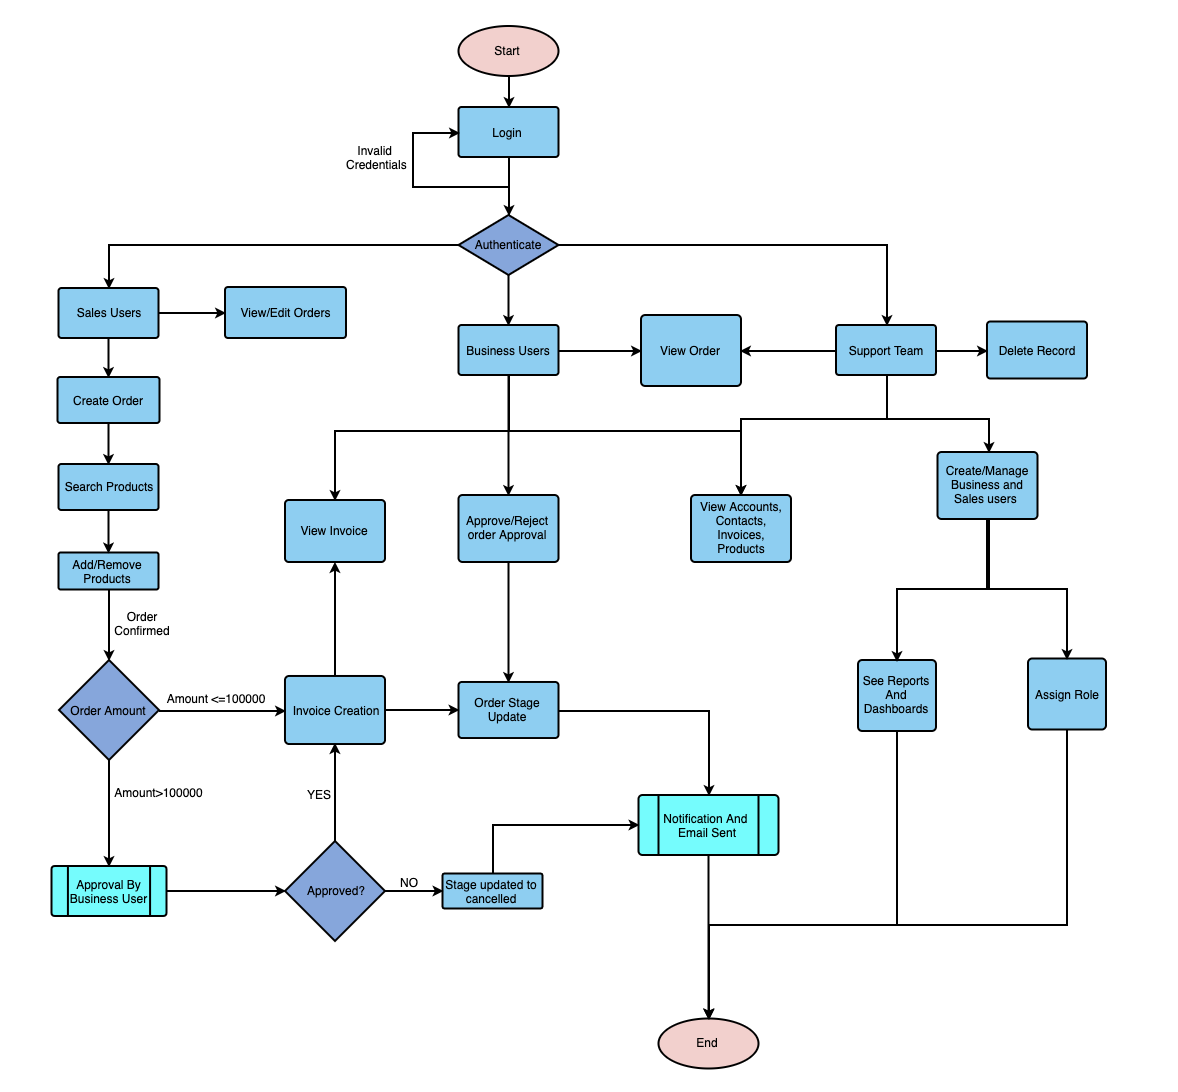 Start
Login
Invalid
Credentials
Authenticate
Sales Users
View/Edit Orders
Business Users
View Order
Support Team
Delete Record
Create Order
Search Products
Create/Manage
Business and
Sales users
View Invoice
Approve/Reject
order Approval
View Accounts,
Contacts,
Invoices,
Products
Add/Remove
Products
Order
Confirmed
Order Amount
Amount <=100000
Invoice Creation
Order Stage
Update
See Reports
And
Dashboards
Assign Role
Amount>100000
YES
Notification And
Email Sent
Approval By
Business User
Approved?
NO
Stage updated to
cancelled
End